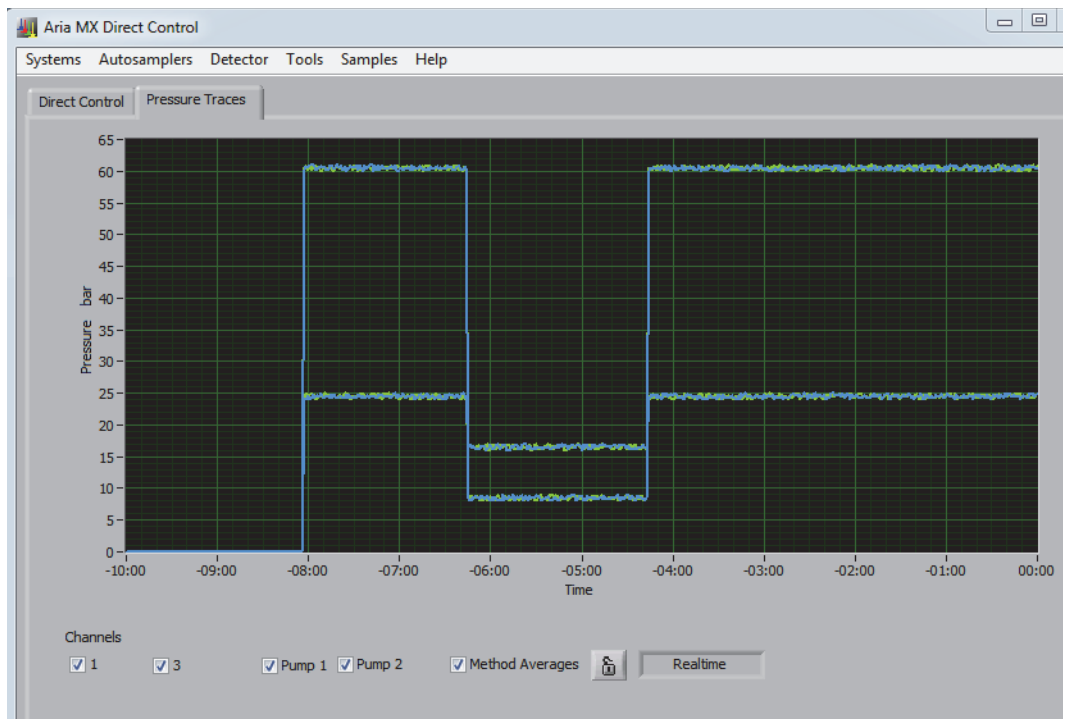 Aria MX Direct Control
Systems Autosamplers Detector Tools Samples Help
Direct Control Pressure Traces
65
60
55
50
45
40
35
30
25
20
15
10
5
0
Pressure bar
-10:00 -09:00 -08:00 -07:00 -06:00 -05:00 -04:00 -03:00 -02:00 -01:00 00:00
Time
Channels
1 3 Pump 1 Pump 2 Method Averages Realtime